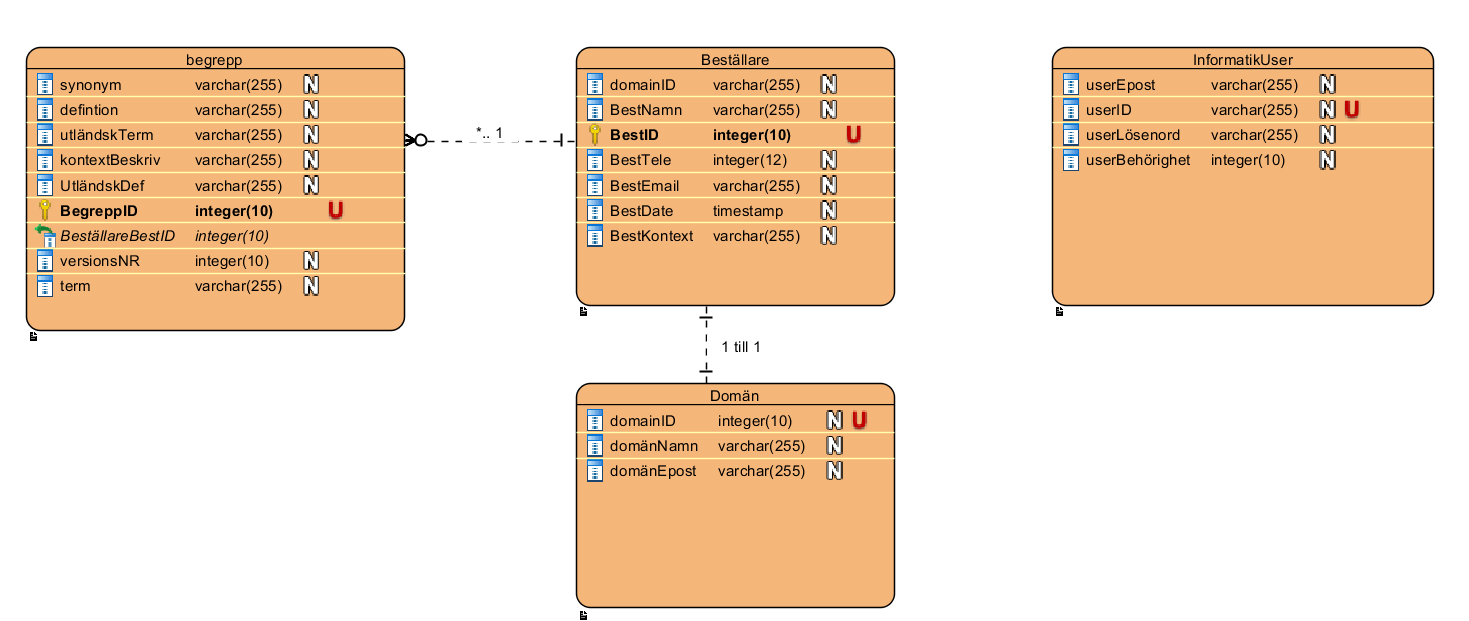 begrepp
synonym varchar(255) N
defintion varchar(255) N
utländskTerm varchar(255) N
kontextBeskriv varchar(255) N
UtländskDef varchar(255) N
BegreppID integer(10) U
BeställareBestID integer(10)
versionsNR integer(10) N
term varchar(255) N
*.. 1
Beställare
domainID varchar(255) N
BestNamn varchar(255) N
BestID integer(10) U
BestTele integer(12) N
BestEmail varchar(255) N
BestDate timestamp N
BestKontext varchar(255) N
1 till 1
Domän
domainID integer(10) N U
domänNamn varchar(255) N
domänEpost varchar(255) N
InformatikUser
userEpost varchar(255) N
userID varchar(255) N U
userLösenord varchar(255) N
userBehörighet integer(10) N